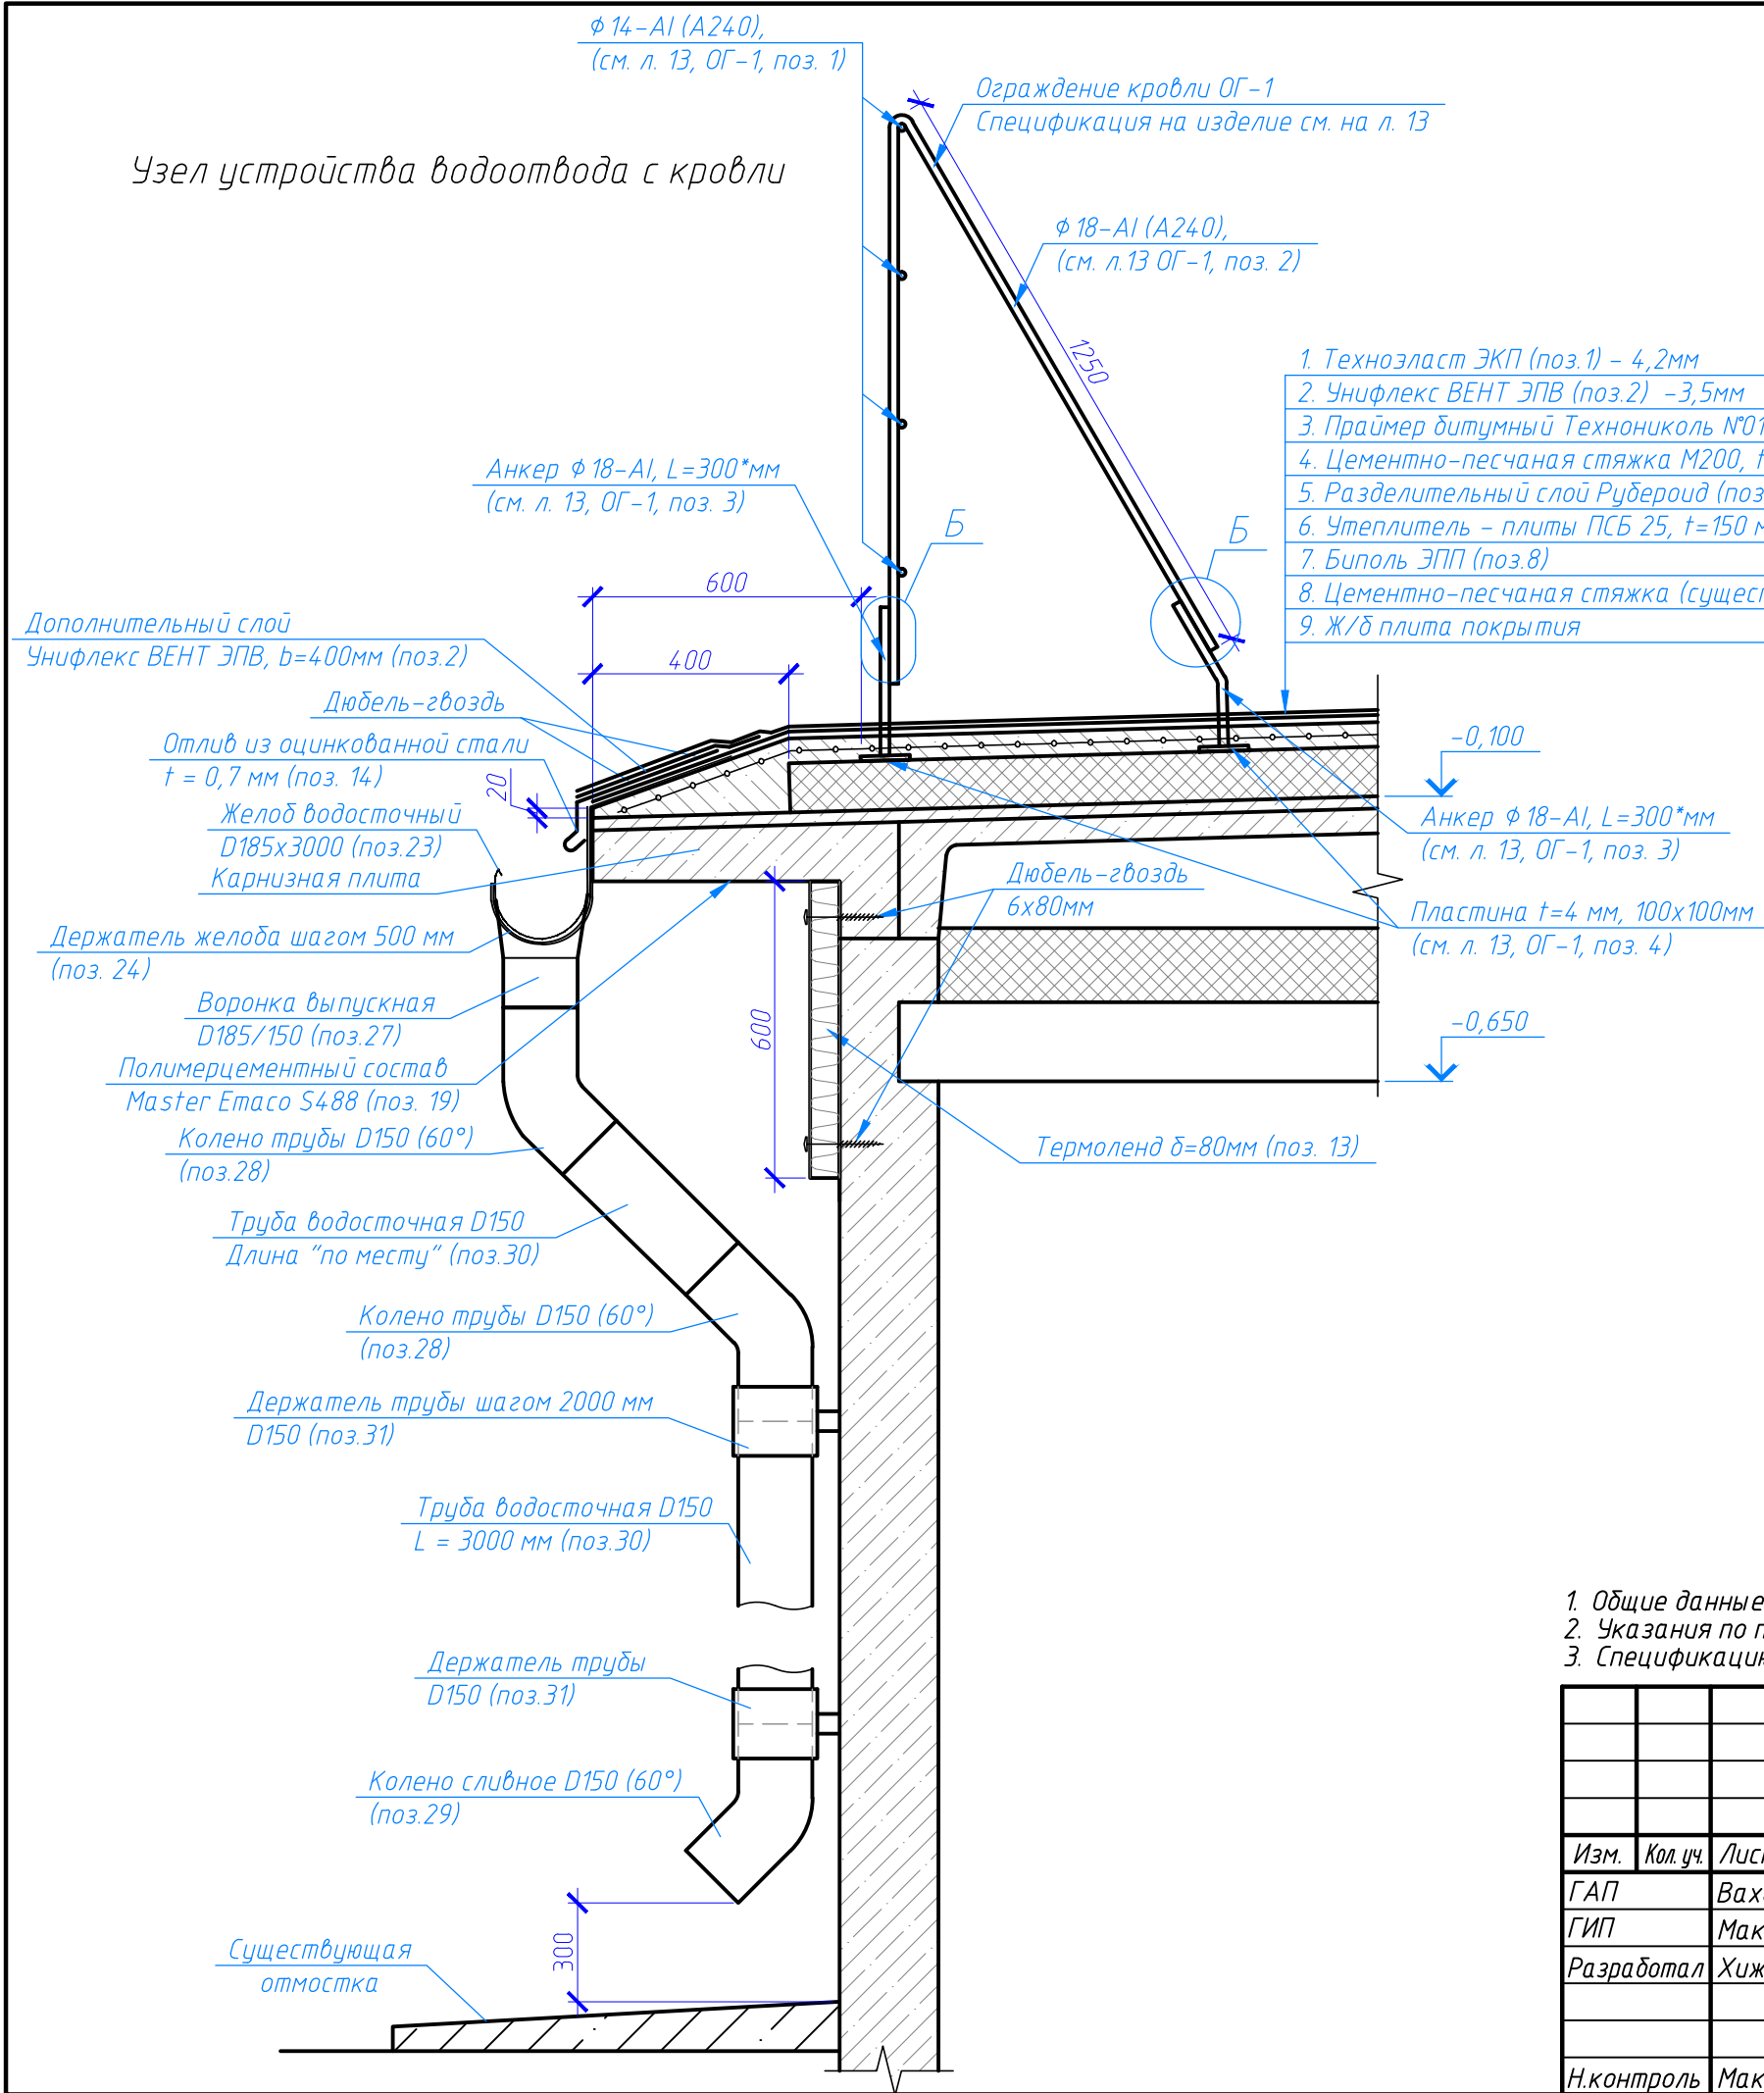 Узел устройства водоотвода с кровли
ϕ 14-АI (А240),
(см. л. 13, ОГ-1, поз. 1)
Ограждение кровли ОГ-1
Спецификация на изделие см. на л. 13
ϕ 18-АI (А240),
(см. л.13 ОГ-1, поз. 2)
1250
1. Техноэласт ЭКП (поз.1) - 4,2мм
2. Унифлекс ВЕНТ ЭПВ (поз.2) -3,5мм
3. Праймер битумный Технониколь №01
4. Цементно-песчаная стяжка М200,
5. Разделительный слой Рубероид
6. Утеплитель - плиты ПСБ 25, t=150
7. Биполь ЭПП (поз.8)
8. Цементно-песчаная стяжка
9. Ж/б плита покрытия
Анкер ϕ 18-АI, L=300*мм
(см. л. 13, ОГ-1, поз. 3)
Б
Б
600
400
Дополнительный слой
Унифлекс ВЕНТ ЭПВ, b=400мм (поз.2)
Дюбель-гвоздь
Отлив из оцинкованной стали
t = 0,7 мм (поз. 14)
20
Желоб водосточный
D185х3000 (поз.23)
Карнизная плита
-0,100
Анкер ϕ 18-АI, L=300*мм
(см. л. 13, ОГ-1, поз. 3)
Дюбель-гвоздь
6х80мм
Пластина t=4 мм, 100х100мм
(см. л. 13, ОГ-1, поз. 4)
Держатель желоба шагом 500 мм
(поз. 24)
Воронка выпускная
D185/150 (поз.27)
600
-0,650
Полимерцементный состав
Master Emaco S488 (поз. 19)
Колено трубы D150 (60°)
(поз.28)
Термоленд δ=80мм (поз. 13)
Труба водосточная D150
Длина "по месту" (поз.30)
Колено трубы D150 (60°)
(поз.28)
Держатель трубы шагом 2000 мм
D150 (поз.31)
Труба водосточная D150
L = 3000 мм (поз.30)
Держатель трубы
D150 (поз.31)
Колено сливное D150 (60°)
(поз.29)
300
Существующая
отмостка
1. Общие данные
2. Указания по
3.
Изм. Кол. уч.
ГАП
ГИП
Разработал
Н.контроль